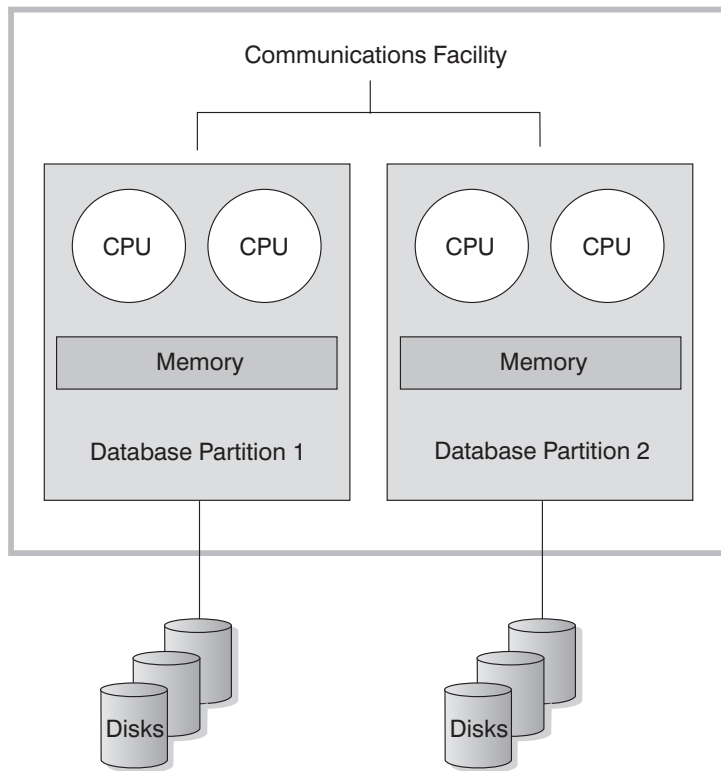 Communications Facility
CPU
CPU
Memory
Database Partition 1
CPU
CPU
Memory
Database Partition 2
Disks
Disks